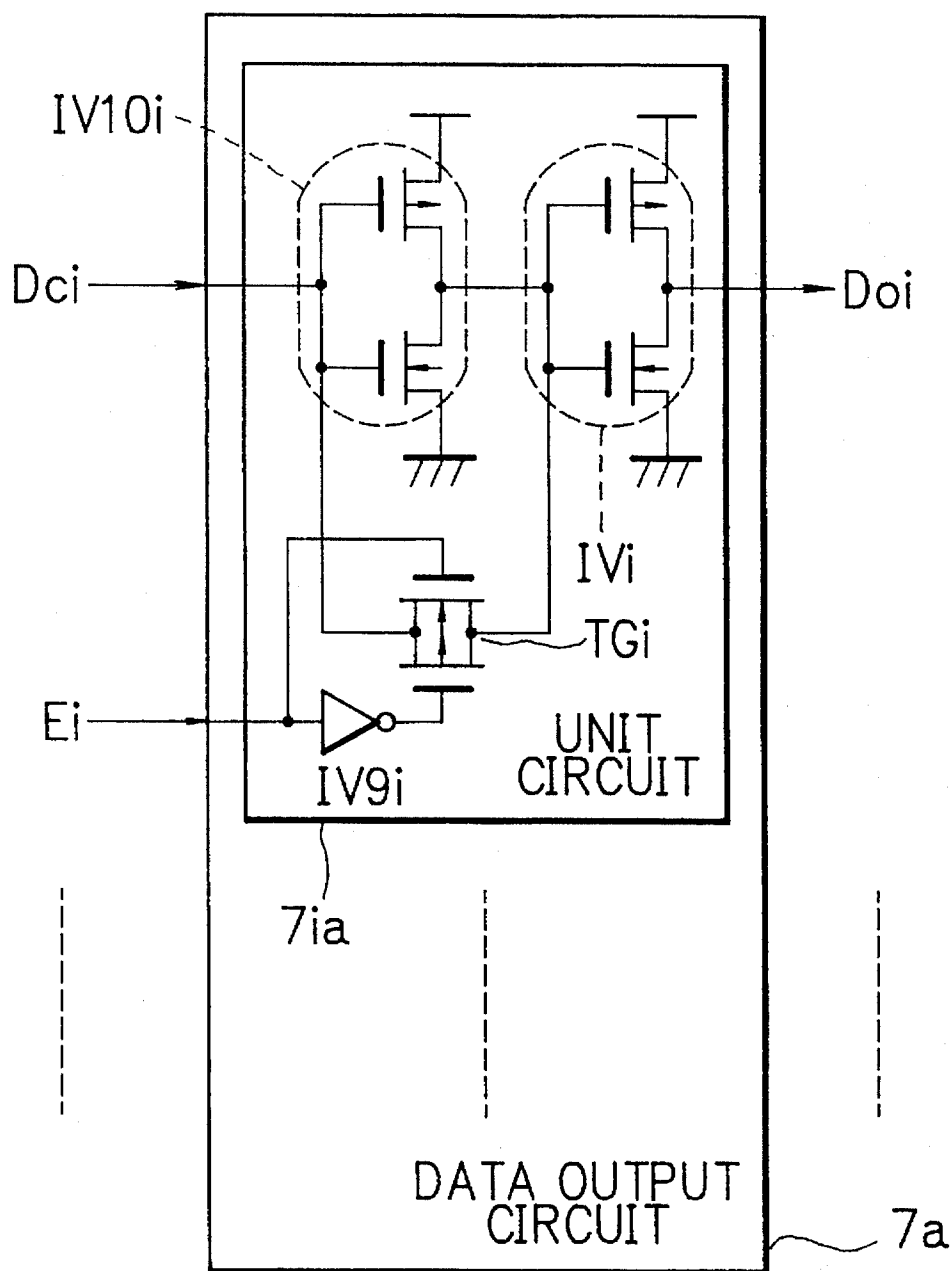 IV10i
Dci
Doi
IVi
TGi
Ei
IV9i
UNIT
CIRCUIT
7ia
DATA OUTPUT
CIRCUIT
7a